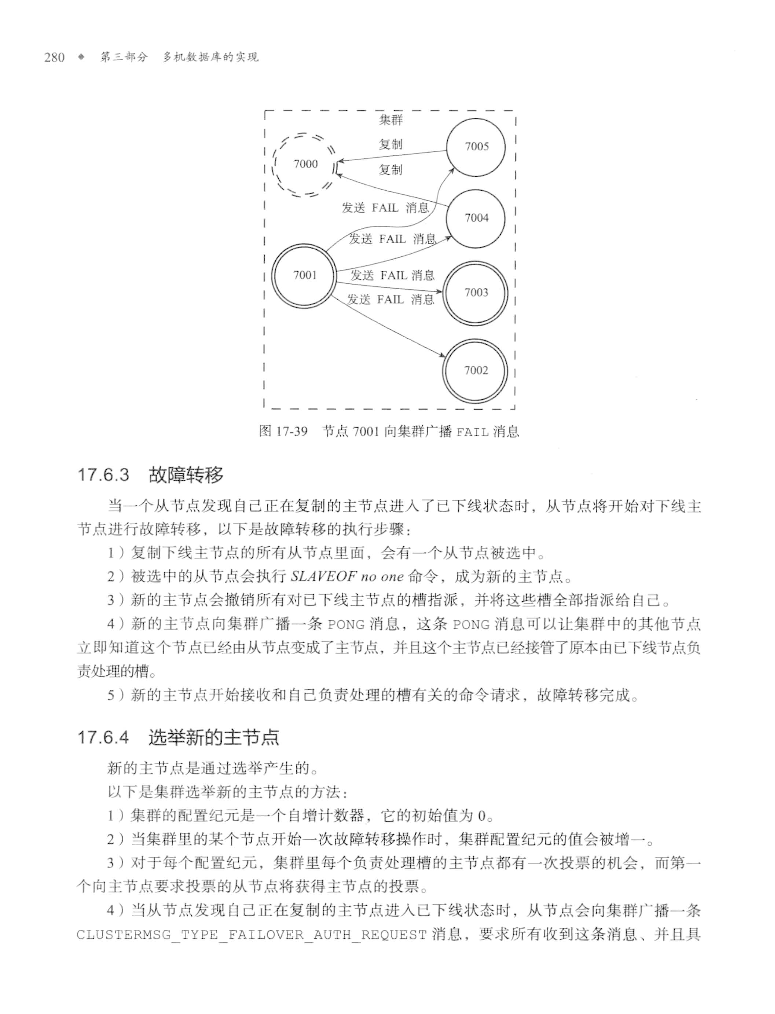 280 ◆ 第三部分 多机数据库的实现
集群
复制
7005
7000
复制
发送 FAIL 消息
7004
发送 FAIL 消息
7001
发送 FAIL 消息
7003
发送 FAIL 消息
7002
图 17-39 节点 7001 向集群广播 FAIL 消息
17.6.3 故障转移
当一个从节点发现自己正在复制的主节点进入了已下线状态时，从节点将开始对下线主
节点进行故障转移，以下是故障转移的执行步骤：
1）复制下线主节点的所有从节点里面，会有一个从节点被选中。
2）被选中的从节点会执行 SLAVEOF no one 命令，成为新的主节点。
3）新的主节点会撤销所有对已下线主节点的槽指派，并将这些槽全部指派给自己。
4）新的主节点向集群广播一条 PONG 消息，这条 PONG 消息可以让集群中的其他节点
立即知道这个节点已经由从节点变成了主节点，并且这个主节点已经接管了原本由已下线节点负
责处理的槽。
5）新的主节点开始接收和自己负责处理的槽有关的命令请求，故障转移完成。
17.6.4 选举新的主节点
新的主节点是通过选举产生的。
以下是集群选举新的主节点的方法：
1）集群的配置纪元是一个自增计数器，它的初始值为 0。
2）当集群里的某个节点开始一次故障转移操作时，集群配置纪元的值会被增一。
3）对于每个配置纪元，集群里每个负责处理槽的主节点都有一次投票的机会，而第一
个向主节点要求投票的从节点将获得主节点的投票。
4）当从节点发现自己正在复制的主节点进入已下线状态时，从节点会向集群广播一条
CLUSTERMSG_TYPE_FAILOVER_AUTH_REQUEST 消息，要求所有收到这条消息、并且具